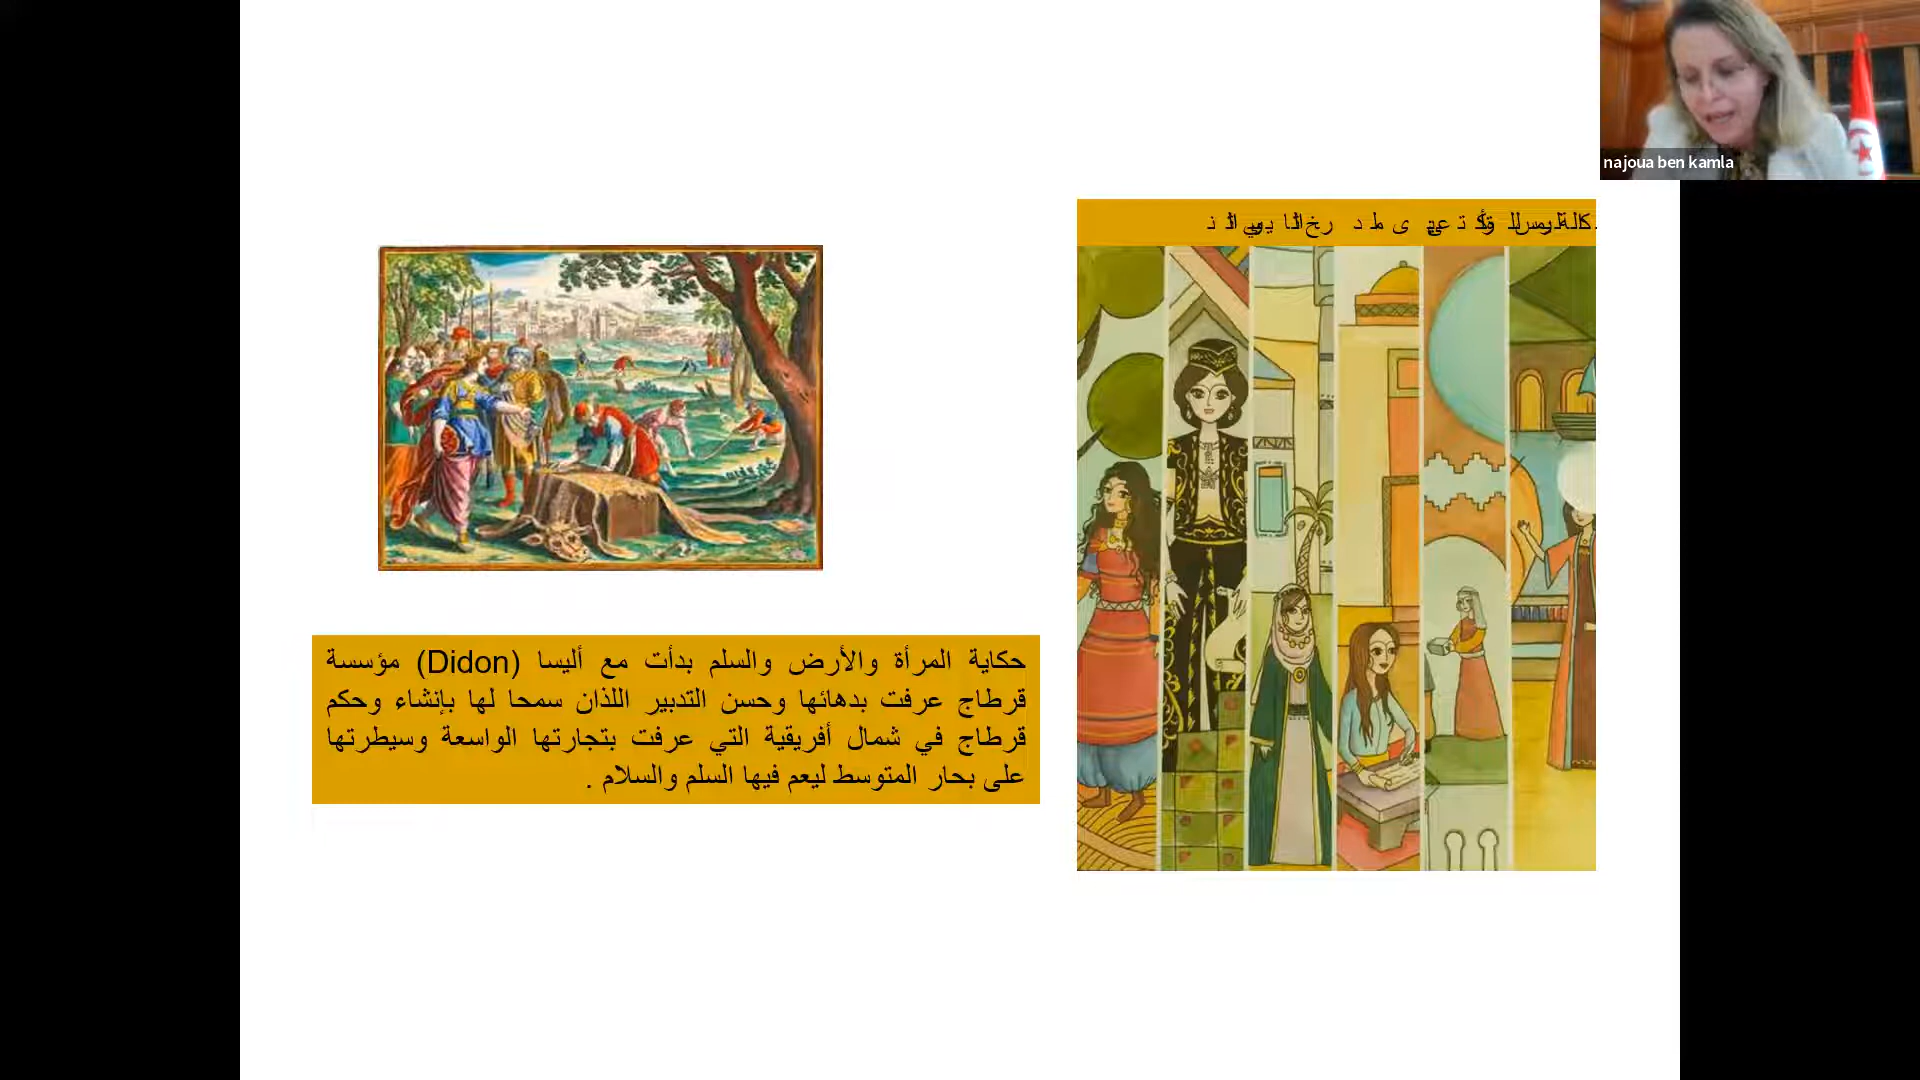 najoua ben kamla
حكاية المرأة والأرض والسلم بدأت مع أليسا (Didon) مؤسسة
قرطاج عرفت بدهائها وحسن التدبير اللذان سمحا لها بإنشاء وحكم
قرطاج في شمال أفريقية التي عرفت بتجارتها الواسعة وسيطرتها
على بحار المتوسط ليعم فيها السلم والسلام .